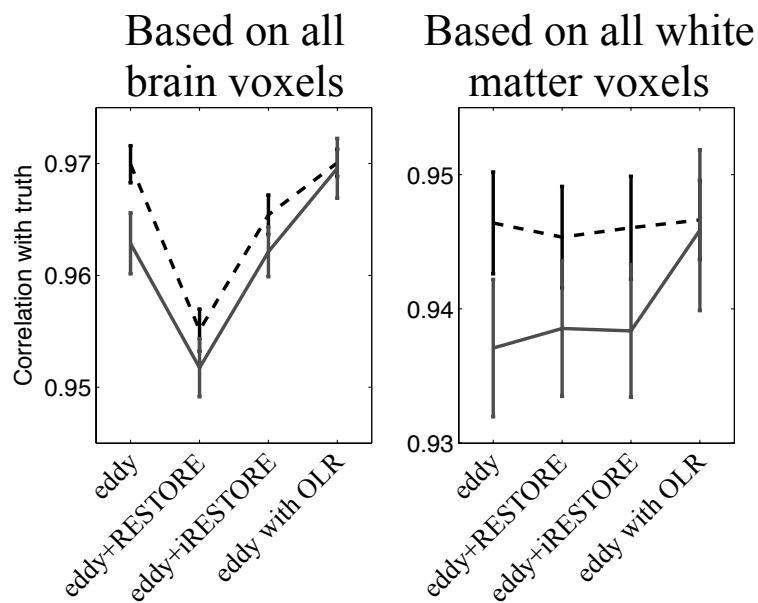 Based on all
brain voxels
Based on all white
matter voxels
Correlation with truth
0.97
0.96
0.95
eddy
eddy+RESTORE
eddy+iRESTORE
eddy with OLR
0.95
0.94
0.93
eddy
eddy+RESTORE
eddy+iRESTORE
eddy with OLR